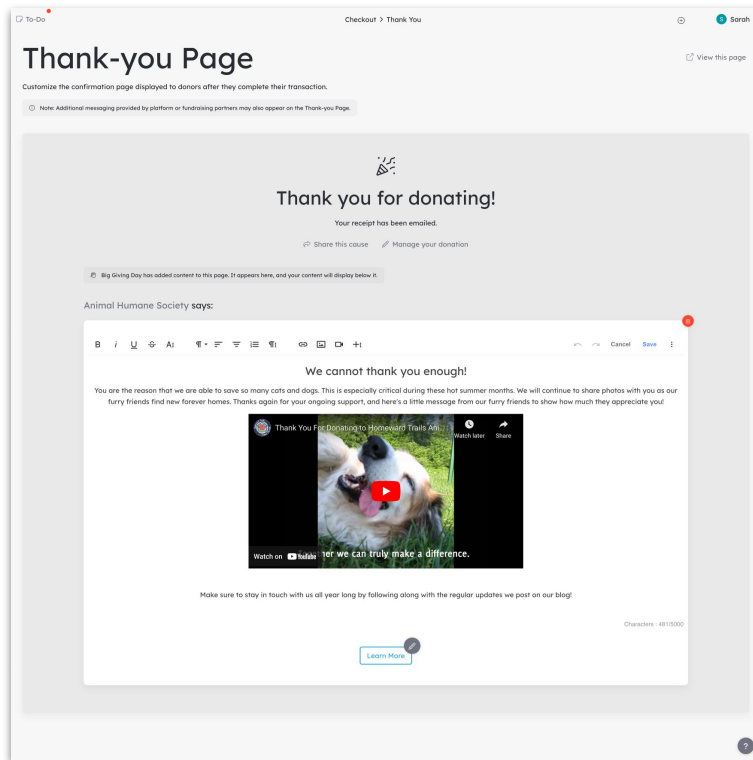 To-Do
Checkout > Thank You
S Sarah
Thank-you Page
View this page
Customize the confirmation page displayed to donors after they complete their transaction.
Note: Additional messaging provided by platform or fundraising partners may also appear on the Thank-you Page.
Thank you for donating!
Your receipt has been emailed.
Share this cause Manage your donation
Big Giving Day has added content to this page. It appears here, and your content will display below it.
Animal Humane Society says:
B i U S A Cancel Save
We cannot thank you enough!
You are the reason that we are able to save so many cats and dogs. This is especially critical during these hot summer months. We will continue to share photos with you as our
furry friends find new forever homes. Thanks again for your ongoing support, and here's a little message from our furry friends to show how much they appreciate you!
Thank You For Donating to Homeward Trails Ani...
Watch later Share
her we can truly make a difference.
Watch on YouTube
Make sure to stay in touch with us all year long by following along with the regular updates we post on our blog!
Characters : 481/5000
Learn More
?